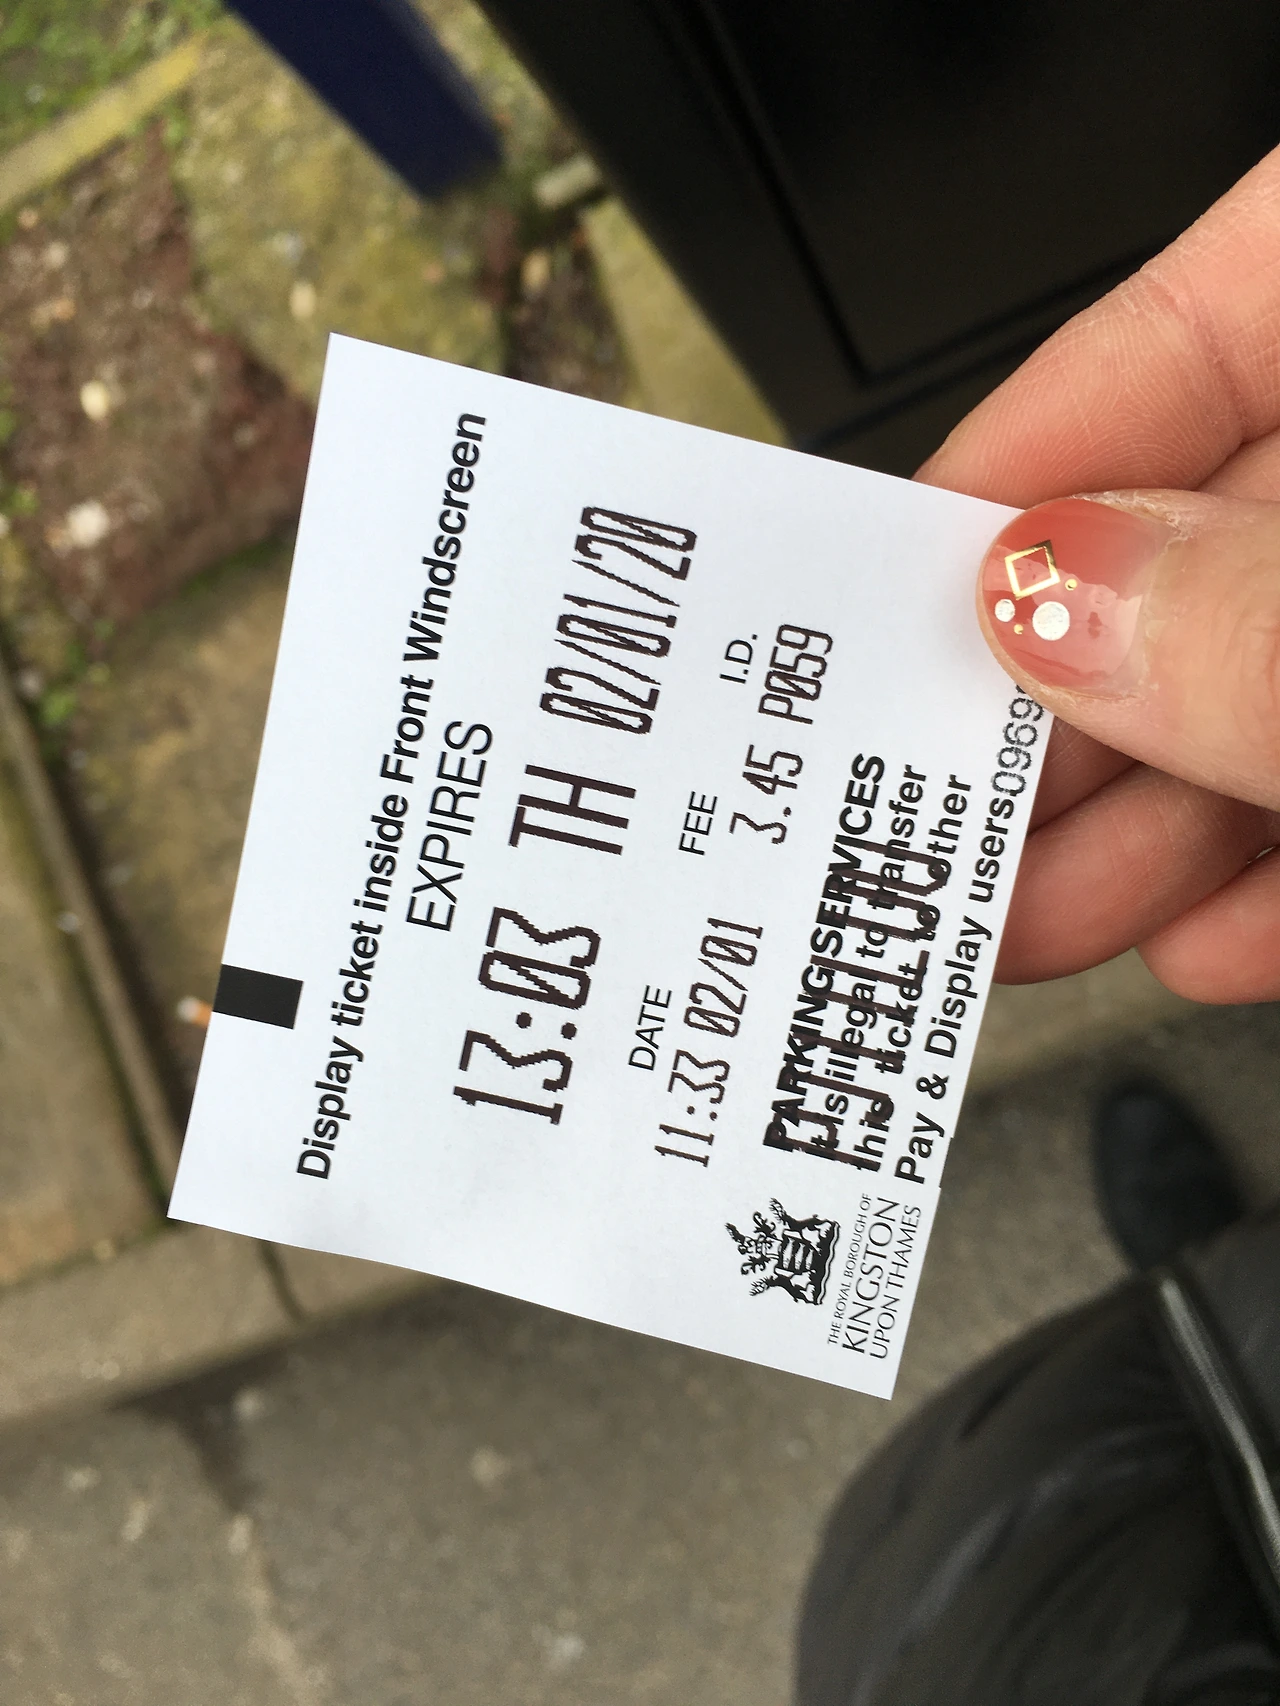 Display ticket inside Front Windscreen
EXPIRES
13:03 TH 02/01/20
DATE FEE I.D.
11:33 02/01 3.45 P059
PARKING SERVICES
It is illegal to transfer
this ticket to other
Pay & Display users
THE ROYAL BOROUGH OF
KINGSTON
UPON THAMES